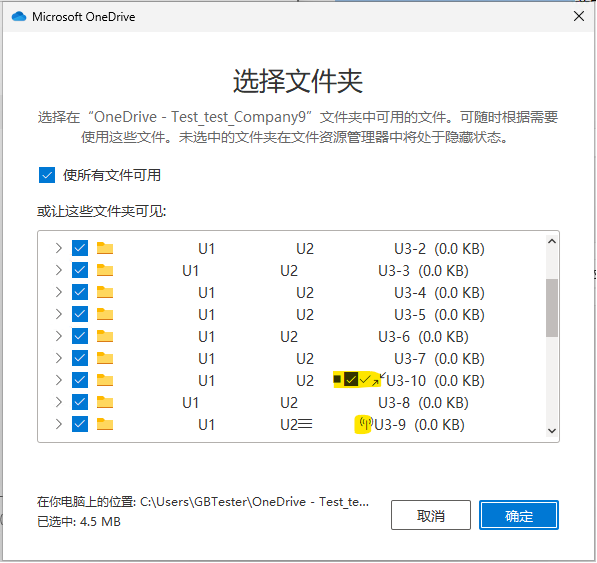 Microsoft OneDrive
选择文件夹
选择在“OneDrive - Test_test_Company9”文件夹中可用的文件。可随时根据需要
使用这些文件。未选中的文件夹在文件资源管理器中将处于隐藏状态。
使所有文件可用
或让这些文件夹可见:
U1 U2 U3-2 (0.0 KB)
U1 U2 U3-3 (0.0 KB)
U1 U2 U3-4 (0.0 KB)
U1 U2 U3-5 (0.0 KB)
U1 U2 U3-6 (0.0 KB)
U1 U2 U3-7 (0.0 KB)
U1 U2 U3-10 (0.0 KB)
U1 U2 U3-8 (0.0 KB)
U1 U2 U3-9 (0.0 KB)
在你电脑上的位置: C:\Users\GBTester\OneDrive - Test_te...
已选中: 4.5 MB
取消
确定